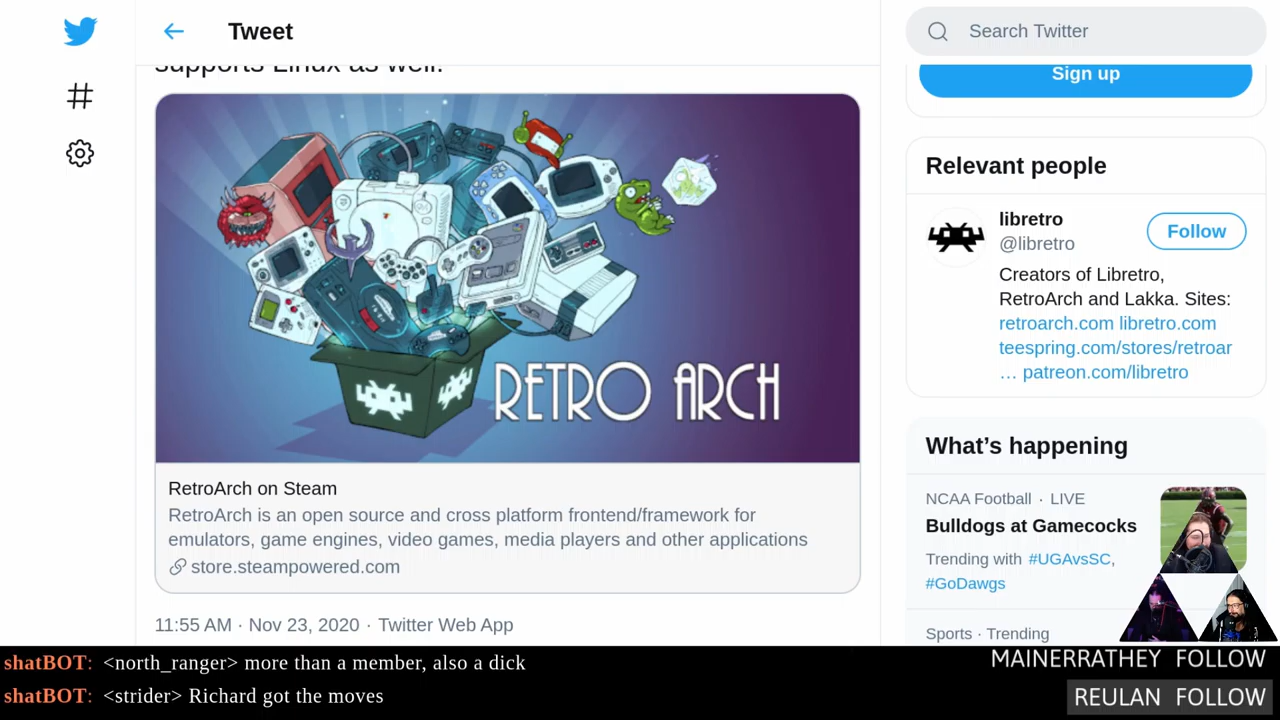 Tweet
Search Twitter
supports Linux as well.
Sign up
RETRO ARCH
RetroArch on Steam
RetroArch is an open source and cross platform frontend/framework for
emulators, game engines, video games, media players and other applications
store.steampowered.com
11:55 AM · Nov 23, 2020 · Twitter Web App
Relevant people
libretro
@libretro
Follow
Creators of Libretro,
RetroArch and Lakka. Sites:
retroarch.com libretro.com
teespring.com/stores/retroar
… patreon.com/libretro
What’s happening
NCAA Football · LIVE
Bulldogs at Gamecocks
Trending with #UGAvsSC,
#GoDawgs
Sports · Trending
shatBOT: <north_ranger> more than a member, also a dick
shatBOT: <strider> Richard got the moves
MAINERRATHEY FOLLOW
REULAN FOLLOW